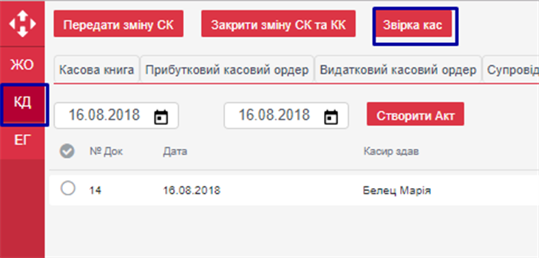 Передати зміну СК Закрити зміну СК та КК Звірка кас
ЖО
Касова книга Прибутковий касовий ордер Видатковий касовий ордер Супровід
КД
16.08.2018 16.08.2018 Створити Акт
ЕГ
№ Док Дата Касир здав
14 16.08.2018 Белец Марія